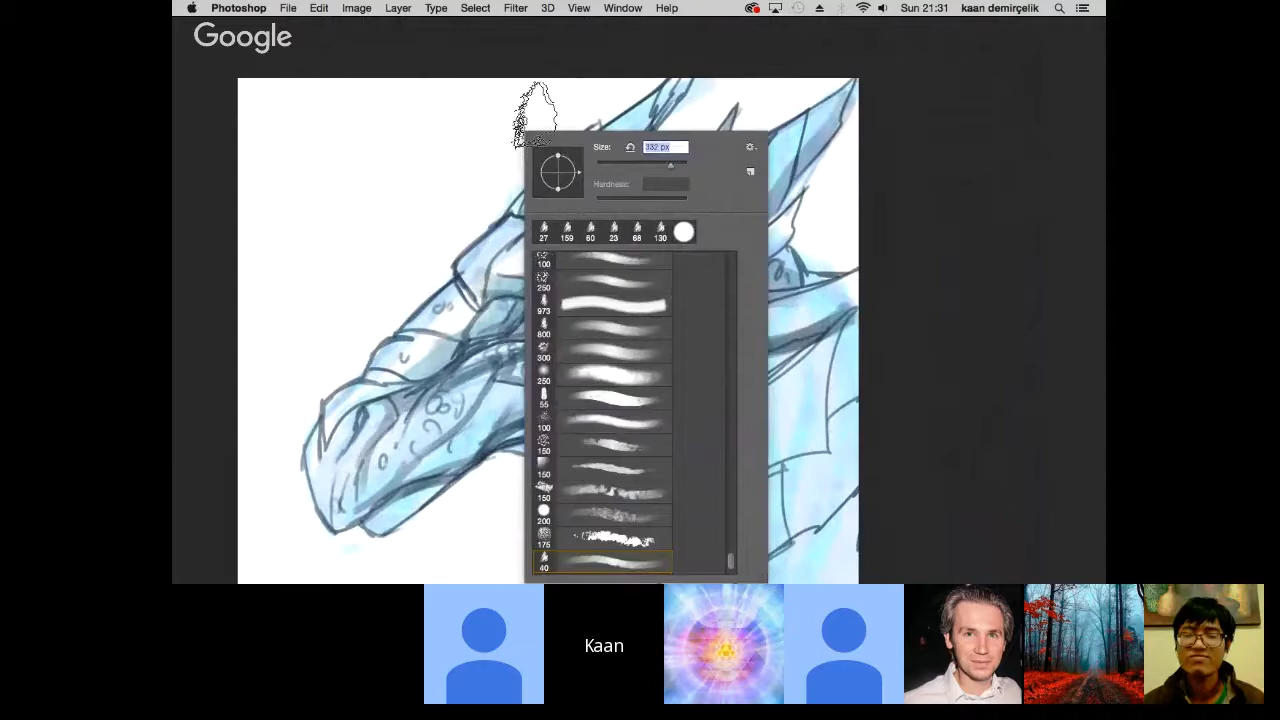 Photoshop File Edit Image Layer Type Select Filter 3D View Window Help Sun 21:31 kaan demirçelik
Google
Size: 332 px
Hardness:
27 159 60 23 68 130
100
250
973
800
300
250
55
100
150
150
150
200
175
40
Kaan